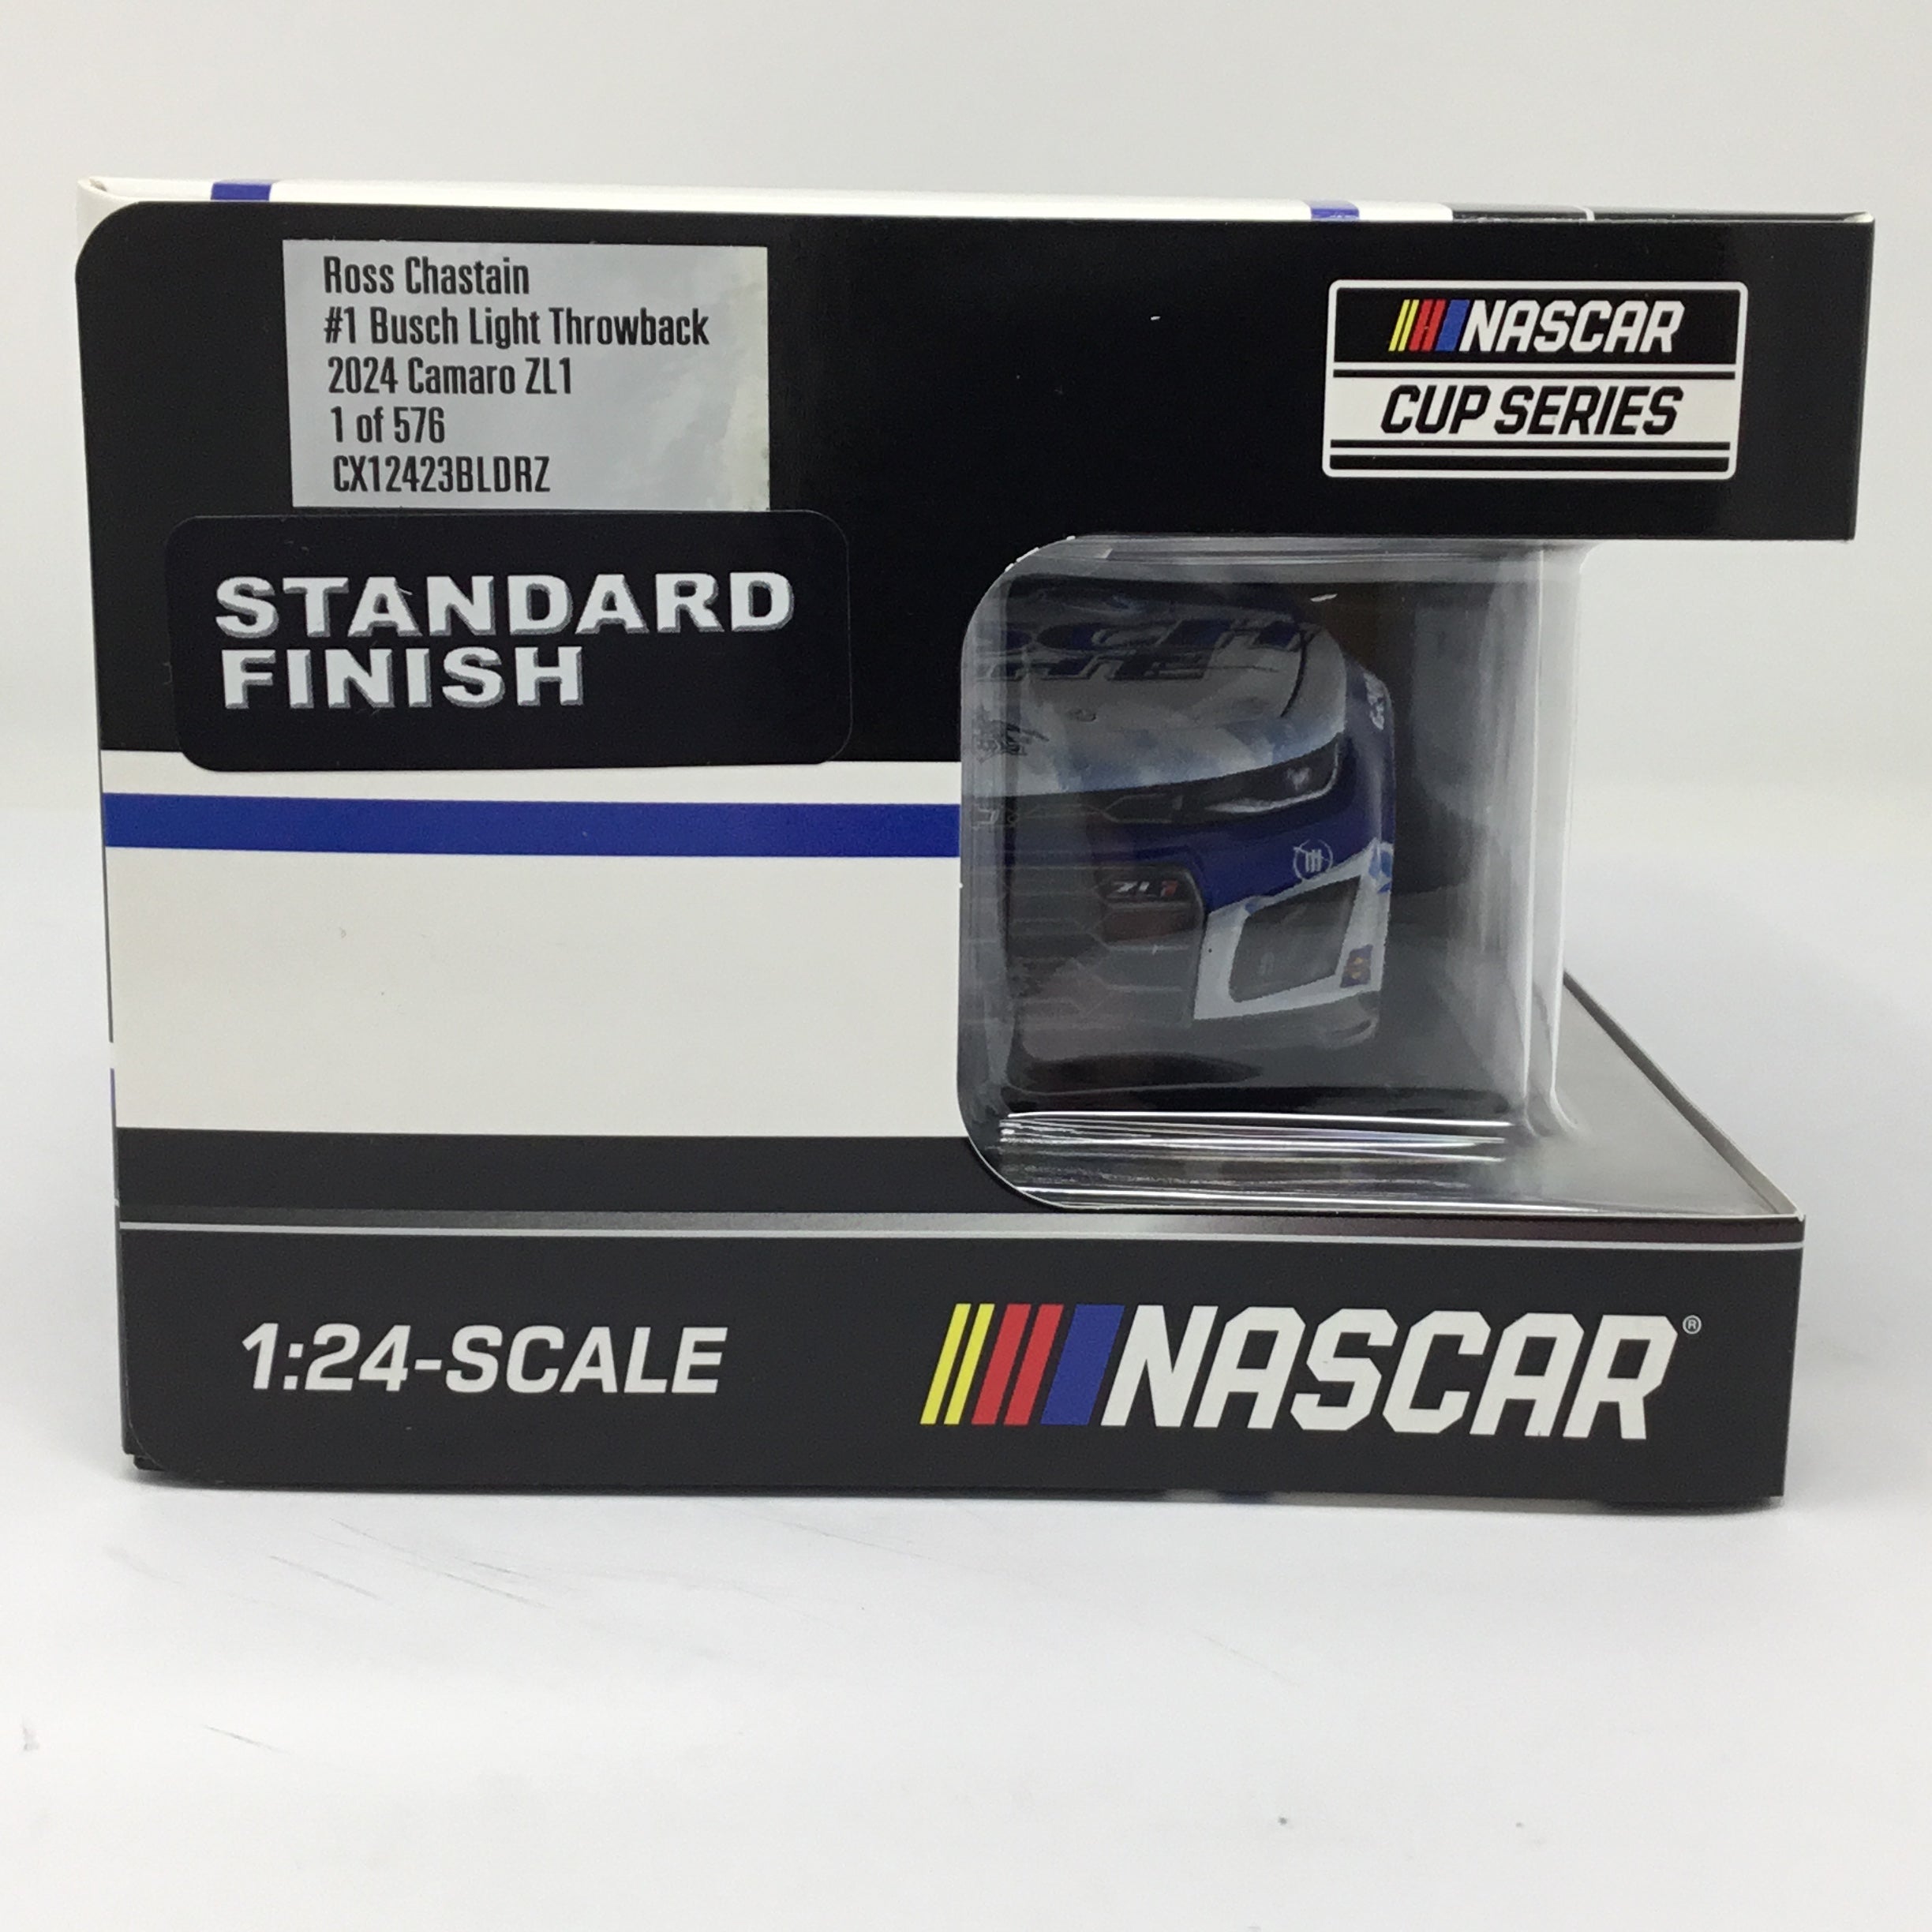 Ross Chastain
#1 Busch Light Throwback
2024 Camaro ZL1
1 of 576
CX12423BLDRZ
NASCAR
CUP SERIES
STANDARD
FINISH
ZL1
1:24-SCALE
NASCAR®